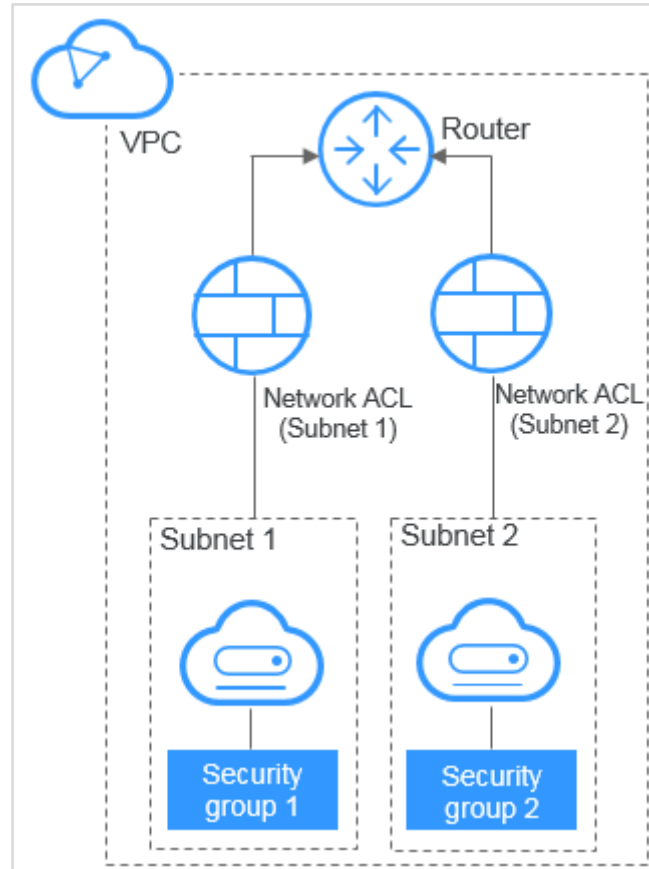 VPC
Router
Network ACL
(Subnet 1)
Network ACL
(Subnet 2)
Subnet 1
Subnet 2
Security
group 1
Security
group 2